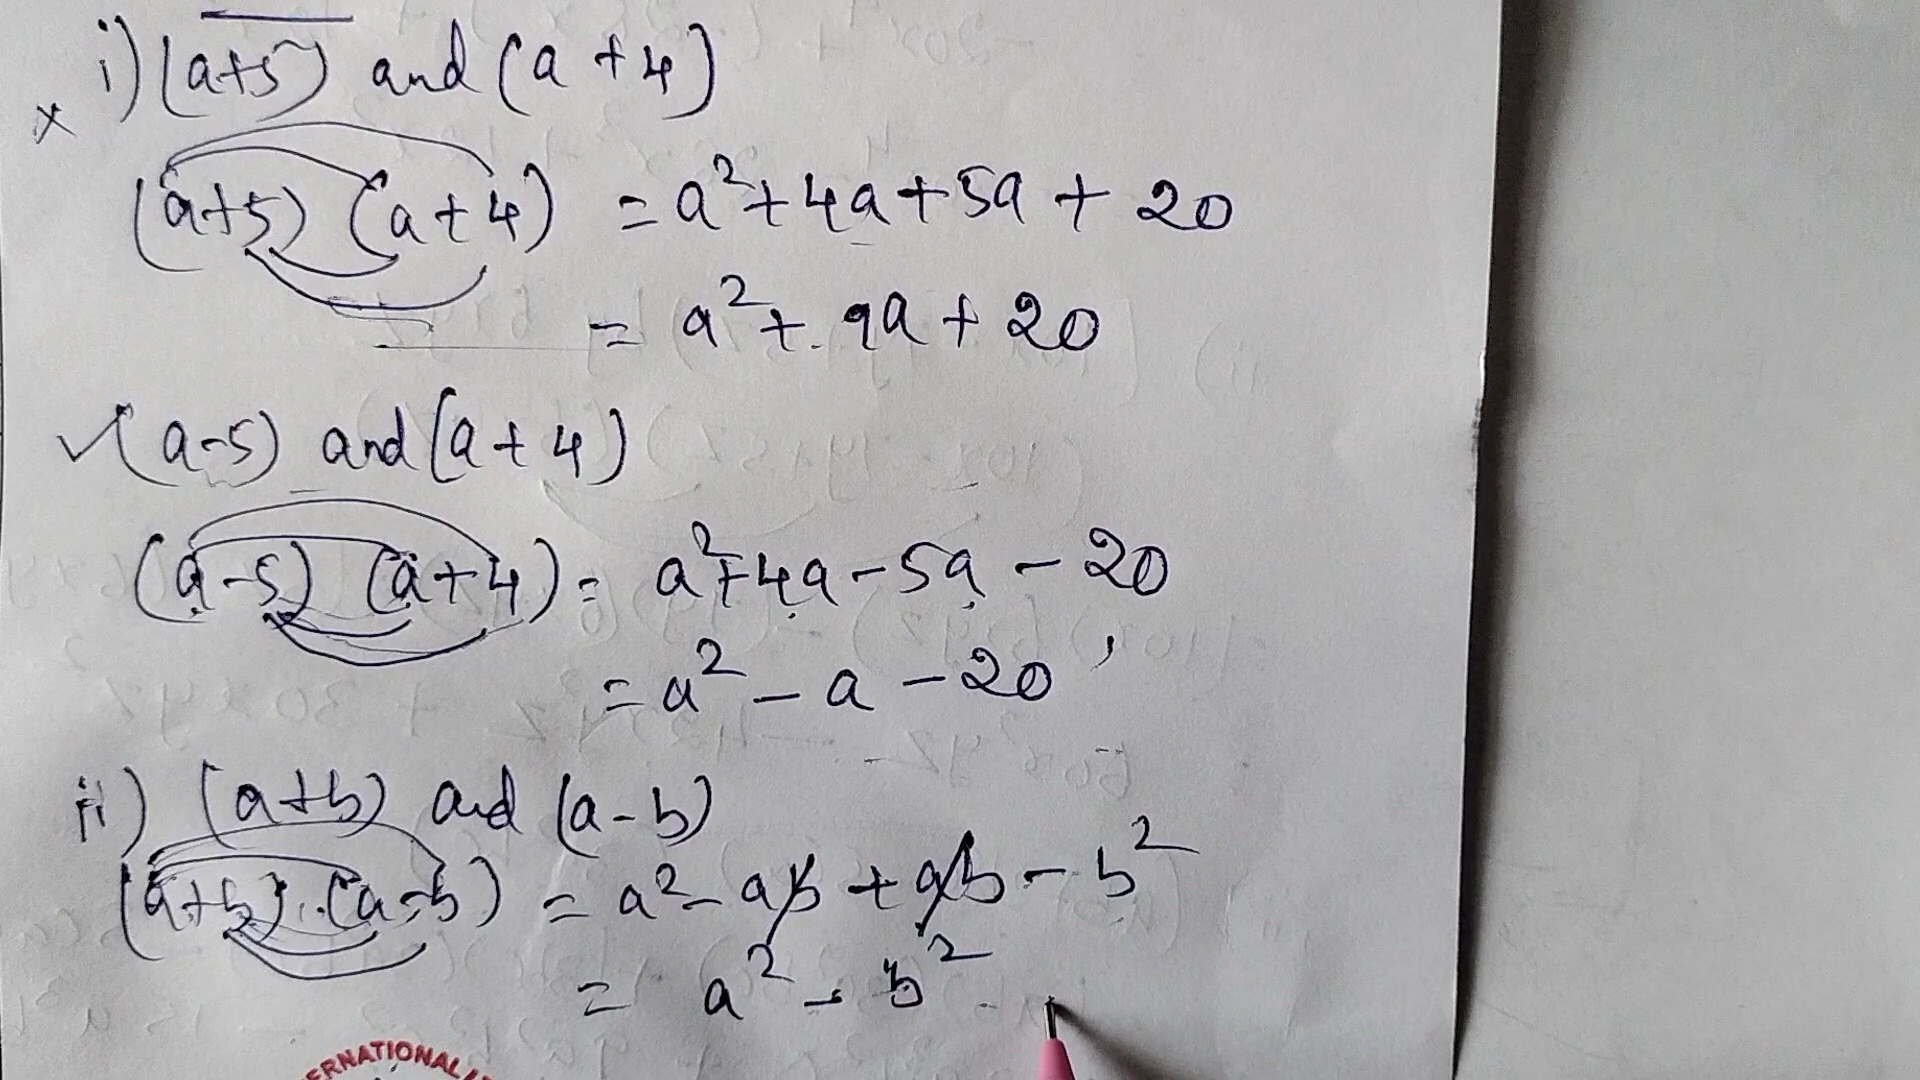 i) (a+5) and (a+4)
x
(a+5) (a+4) = a²+4a+5a+20
= a²+9a+20
✓(a-5) and (a+4)
(a-5) (a+4) = a²+4a-5a-20
= a²-a-20
ii) (a+b) and (a-b)
(a+b) (a-b) = a²-ab+ab-b²
= a²-b²
ERNATIONAL